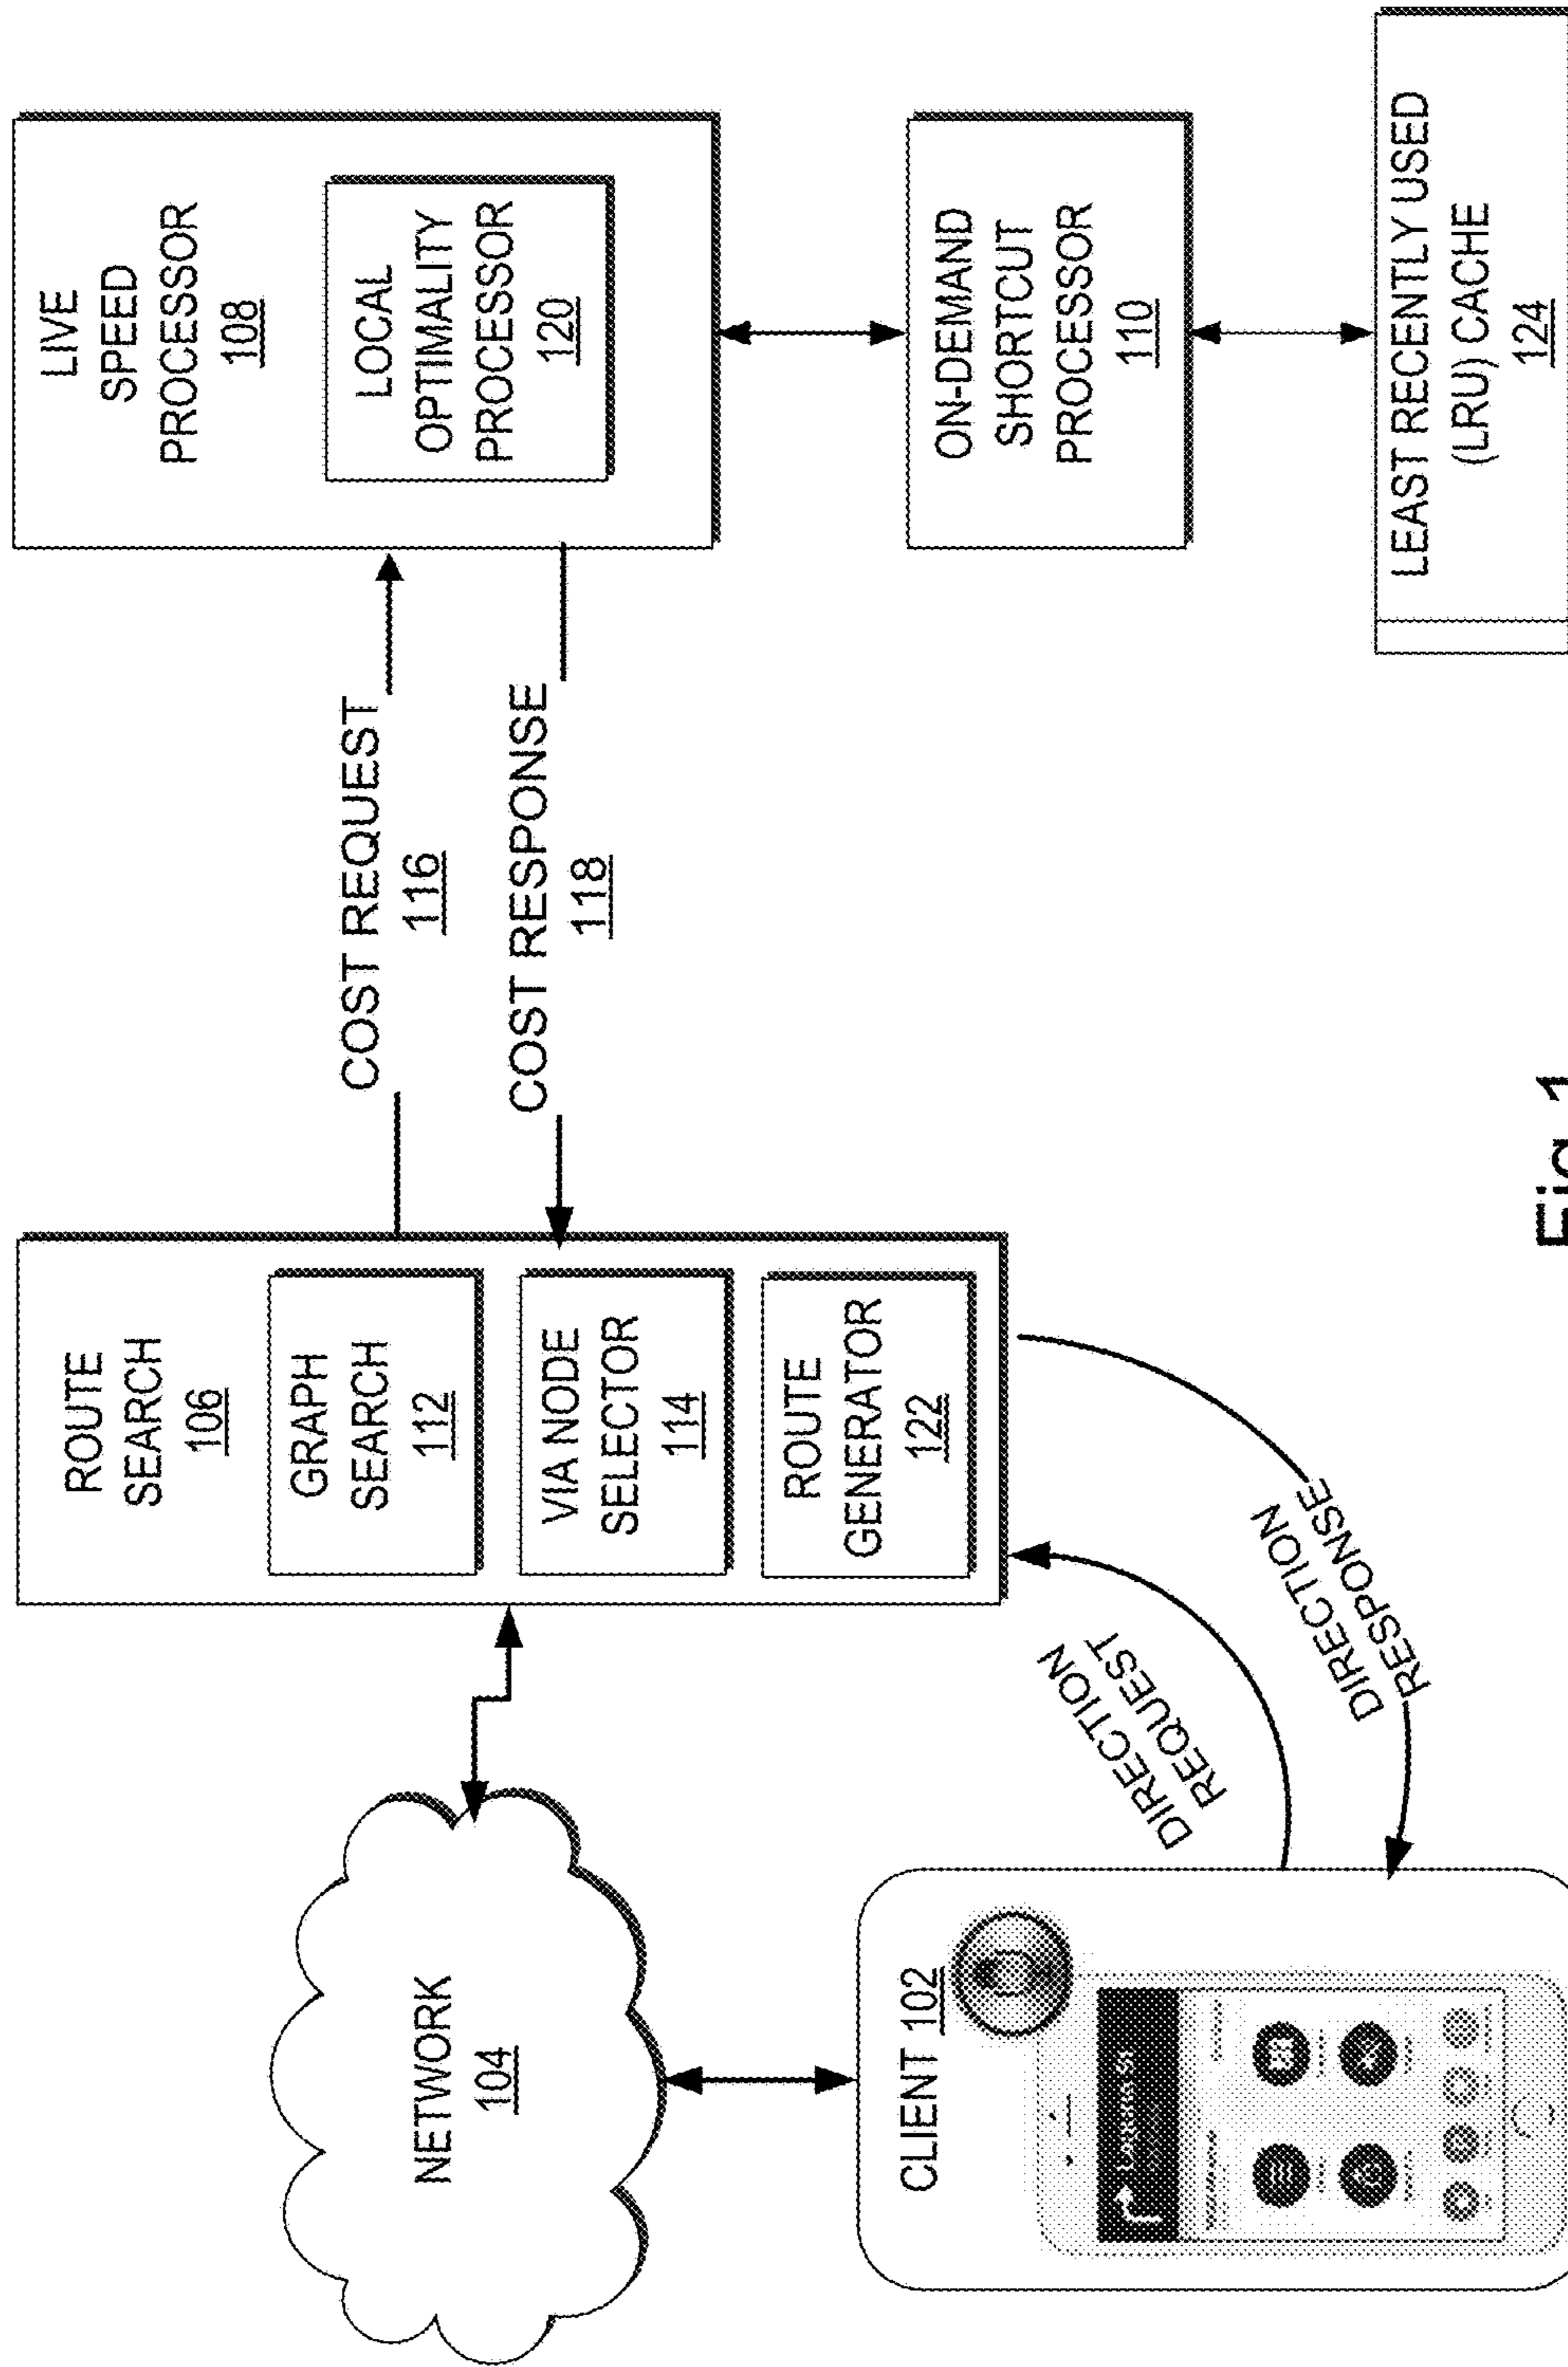 NETWORK
104
CLIENT 102
DIRECTION
REQUEST
DIRECTION
RESPONSE
ROUTE
SEARCH
106
GRAPH
SEARCH
112
VIA NODE
SELECTOR
114
ROUTE
GENERATOR
122
COST REQUEST
116
COST RESPONSE
118
LIVE
SPEED
PROCESSOR
108
LOCAL
OPTIMALITY
PROCESSOR
120
ON-DEMAND
SHORTCUT
PROCESSOR
110
LEAST RECENTLY USED
(LRU) CACHE
124
Fig.1